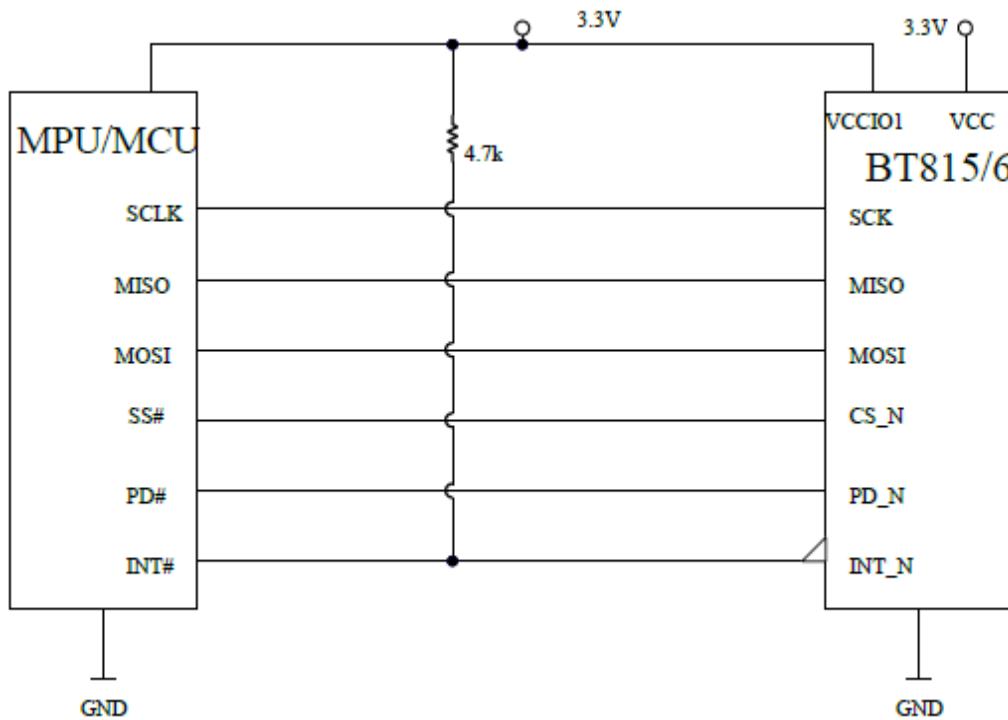 3.3V
3.3V
MPU/MCU
VCCIO1 VCC
4.7k
BT815/6
SCLK
SCK
MISO
MISO
MOSI
MOSI
SS#
CS_N
PD#
PD_N
INT#
INT_N
GND
GND